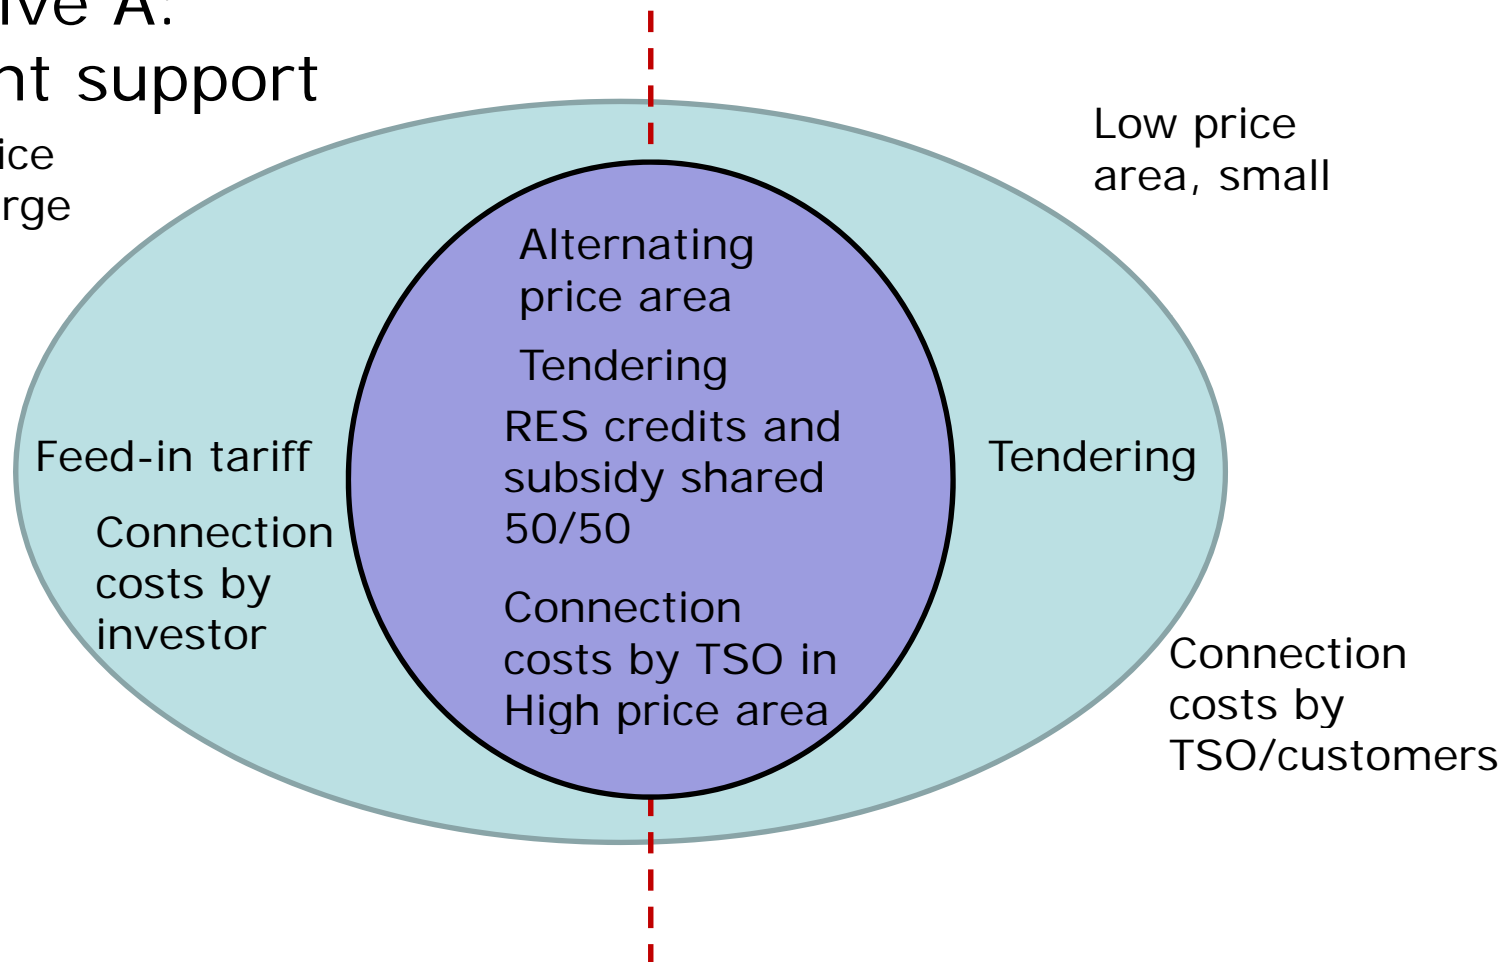 ive A:
nt support
ice
rge
Low price
area, small
Alternating
price area
Tendering
RES credits and
subsidy shared
50/50
Connection
costs by TSO in
High price area
Feed-in tariff
Connection
costs by
investor
Tendering
Connection
costs by
TSO/customers